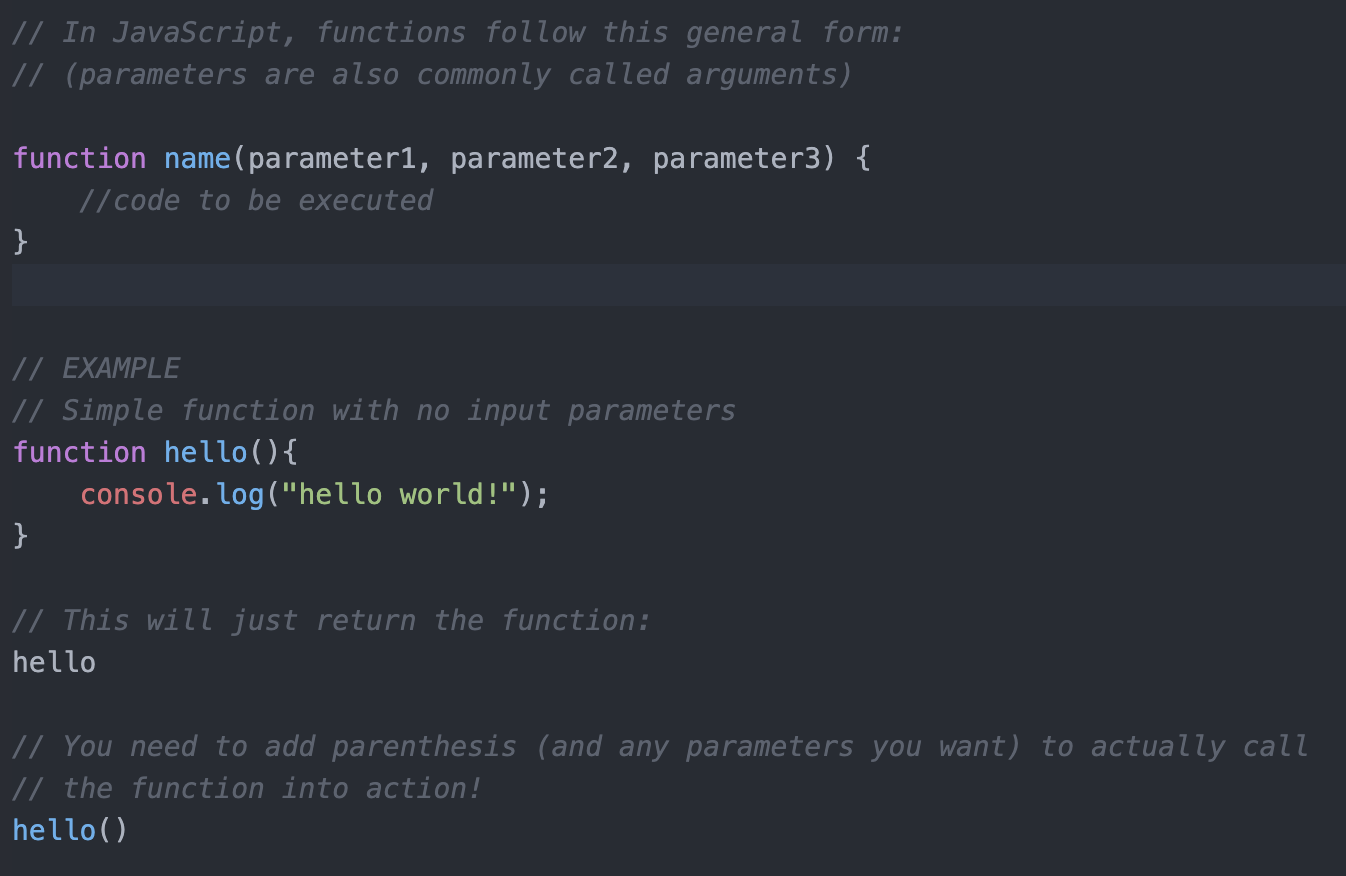 // In JavaScript, functions follow this general form:
// (parameters are also commonly called arguments)
function name(parameter1, parameter2, parameter3) {
    //code to be executed
}
// EXAMPLE
// Simple function with no input parameters
function hello(){
    console.log("hello world!");
}
// This will just return the function:
hello
// You need to add parenthesis (and any parameters you want) to actually call
// the function into action!
hello()